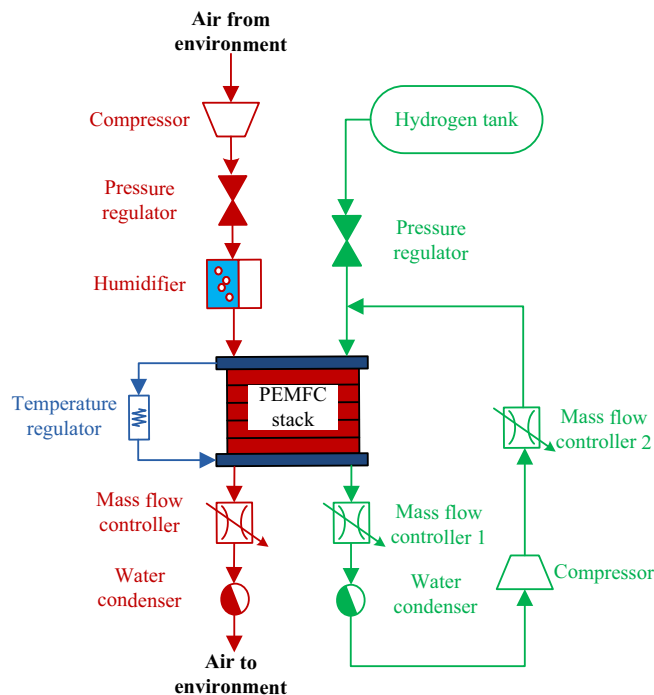 Air from
environment
Compressor
Hydrogen tank
Pressure
regulator
Pressure
regulator
Humidifier
PEMFC
stack
Temperature
regulator
Mass flow
controller 2
Mass flow
controller
Mass flow
controller 1
Water
condenser
Water
condenser
Compressor
Air to
environment